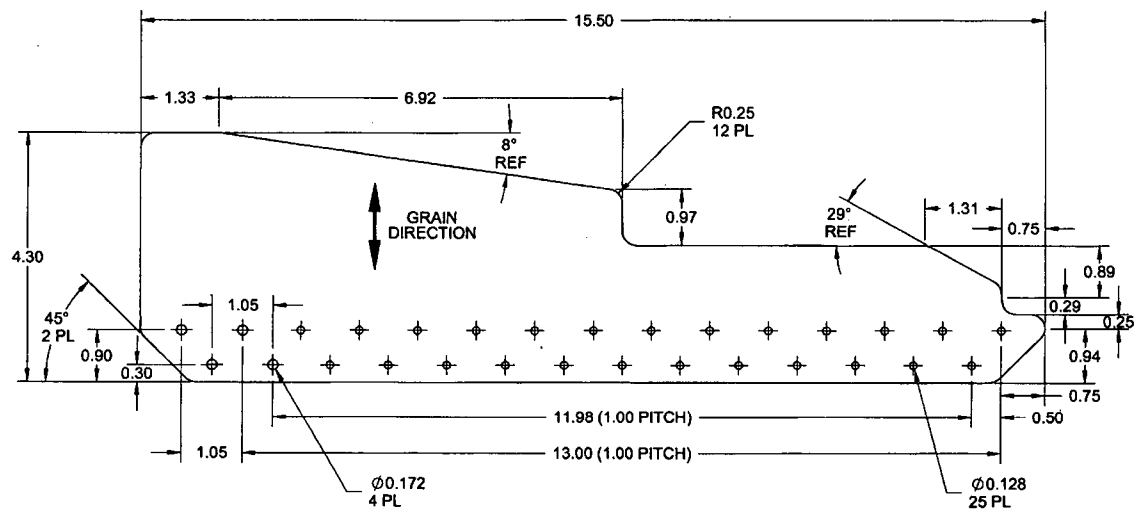 15.50
1.33
6.92
R0.25
12 PL
8°
REF
1.31
0.97
29°
REF
0.75
GRAIN
DIRECTION
4.30
0.89
0.29
45°
2 PL
1.05
0.25
0.90
0.94
0.30
0.75
11.98 (1.00 PITCH)
0.50
1.05
13.00 (1.00 PITCH)
Ø0.172
4 PL
Ø0.128
25 PL